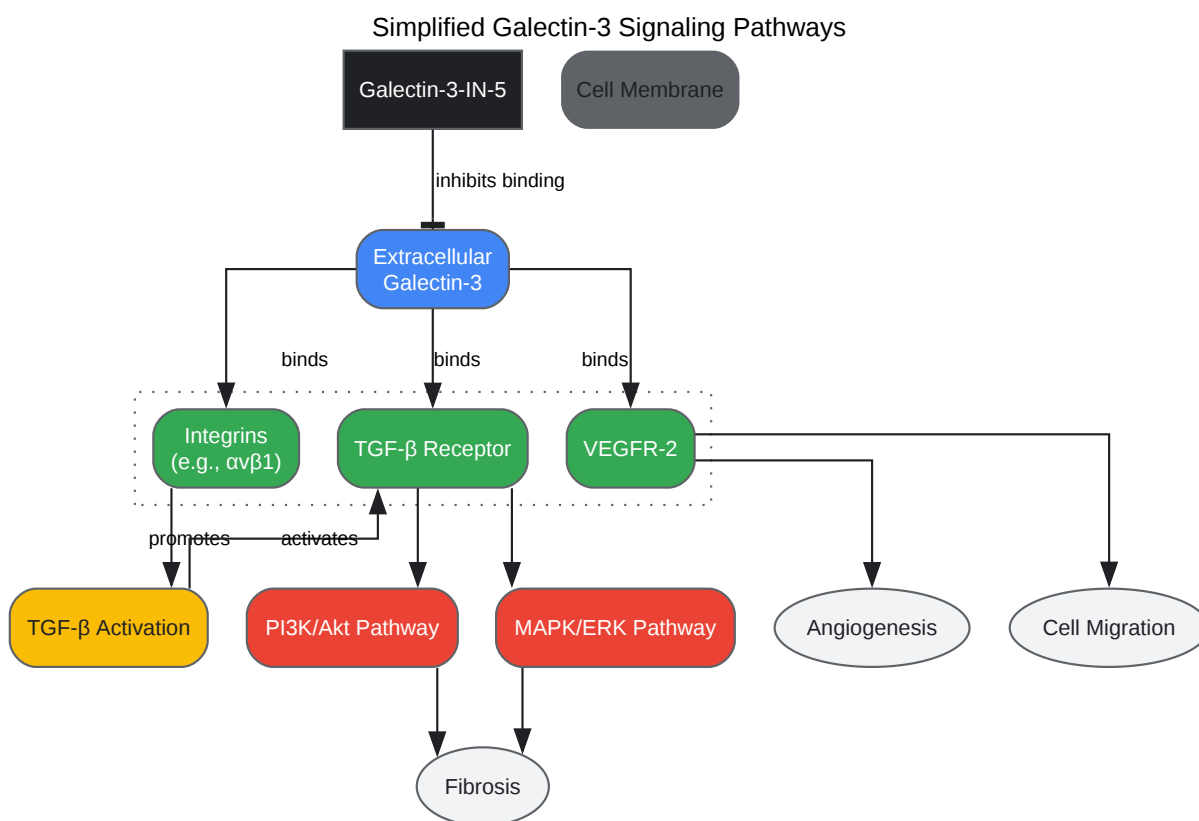 Simplified Galectin-3 Signaling Pathways
Galectin-3-IN-5
Cell Membrane
inhibits binding
Extracellular
Galectin-3
binds
binds
binds
Integrins
(e.g., αvβ1)
TGF-β Receptor
VEGFR-2
promotes
activates
TGF-β Activation
PI3K/Akt Pathway
MAPK/ERK Pathway
Angiogenesis
Cell Migration
Fibrosis